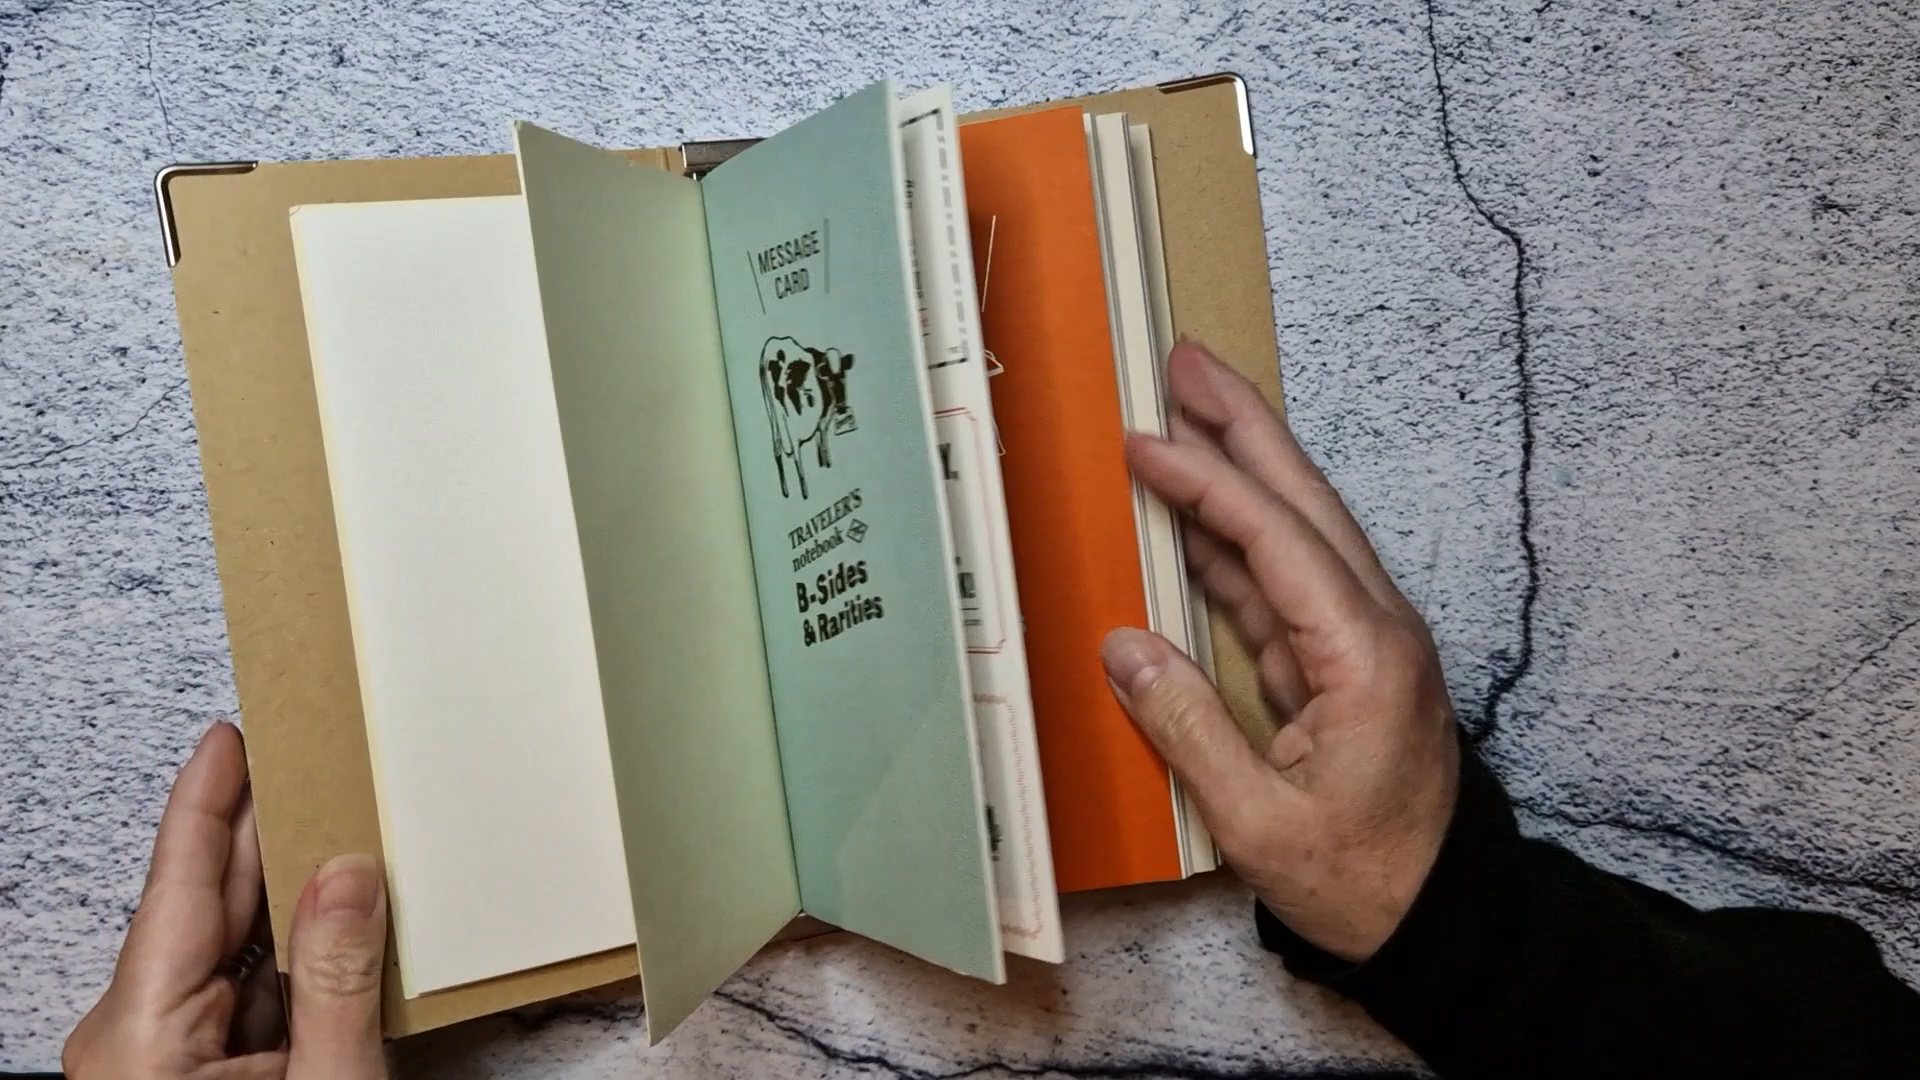 MESSAGE
CARD
TRAVELER'S
notebook
B-Sides
& Rarities